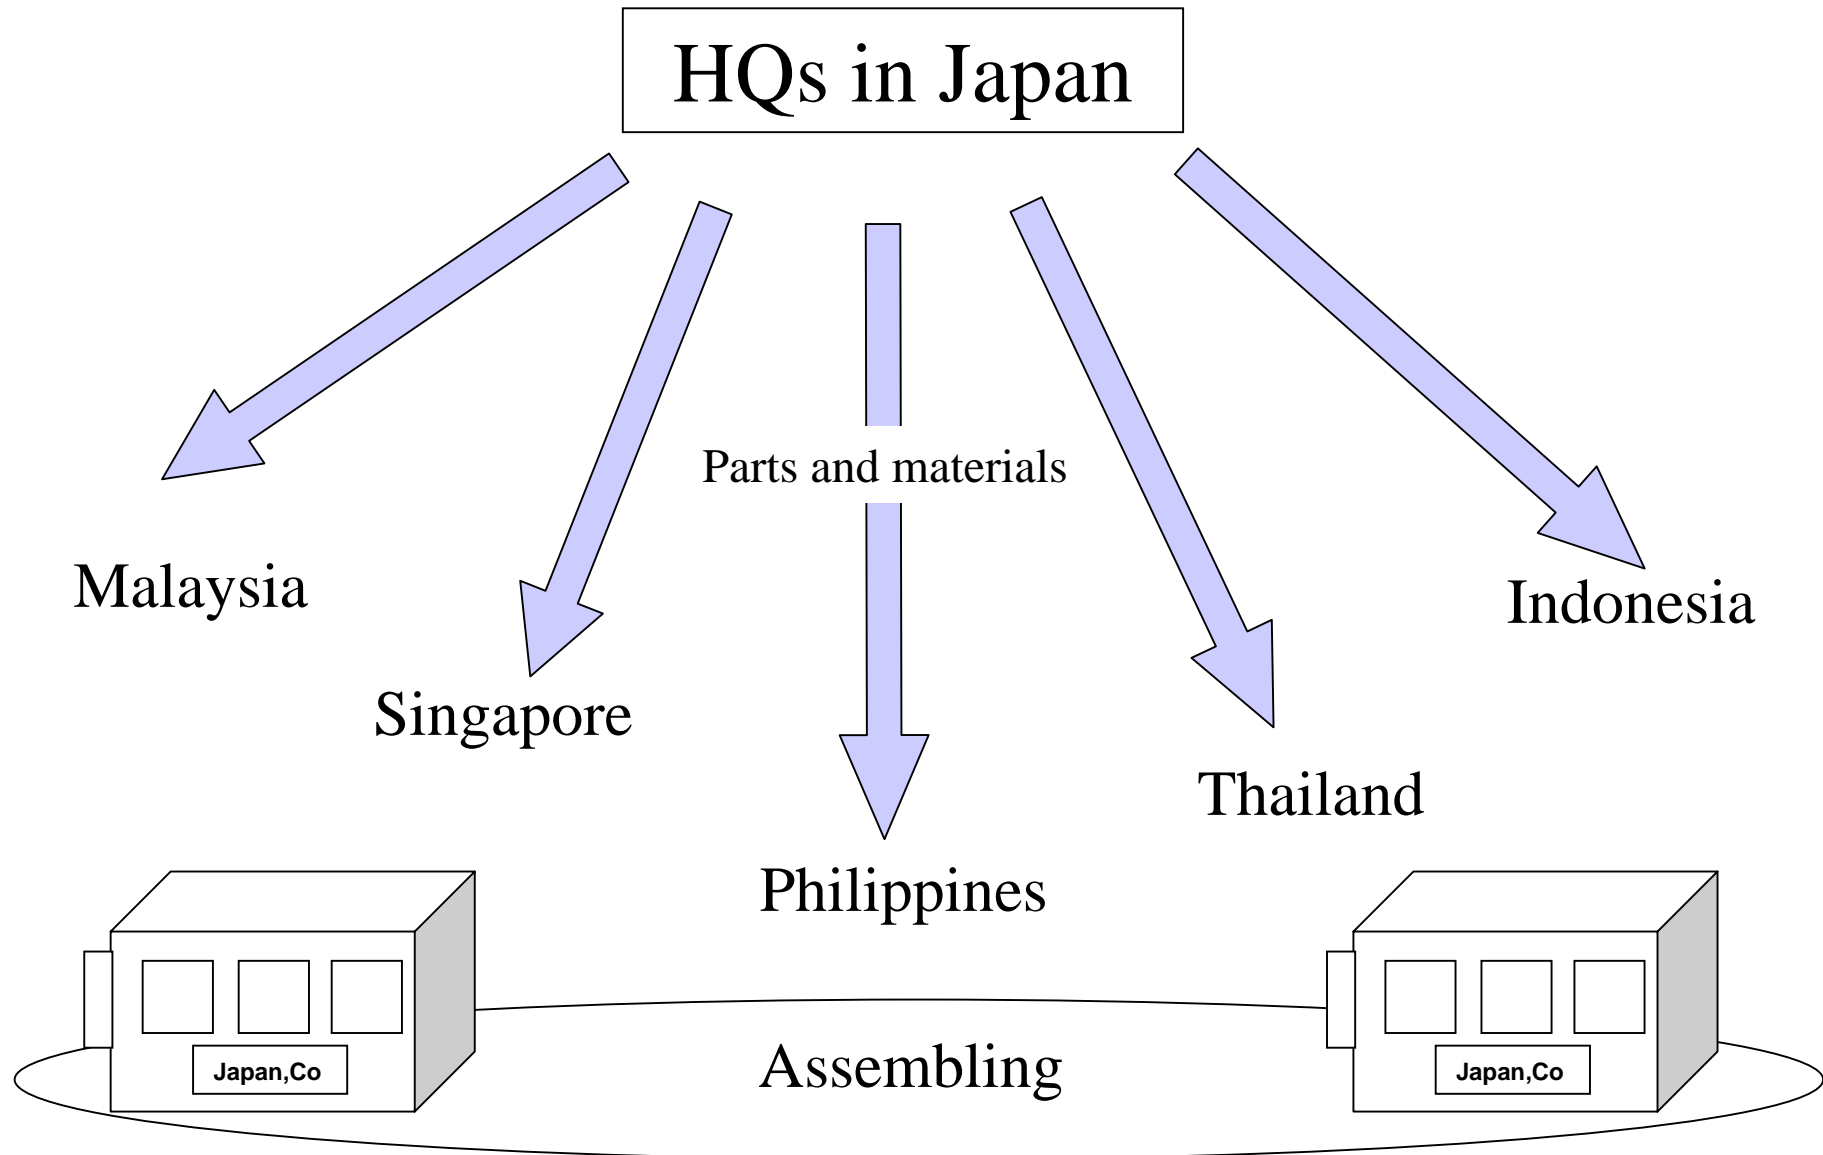 HQs in Japan
Parts and materials
Malaysia
Indonesia
Singapore
Thailand
Philippines
Assembling
Japan,Co
Japan,Co